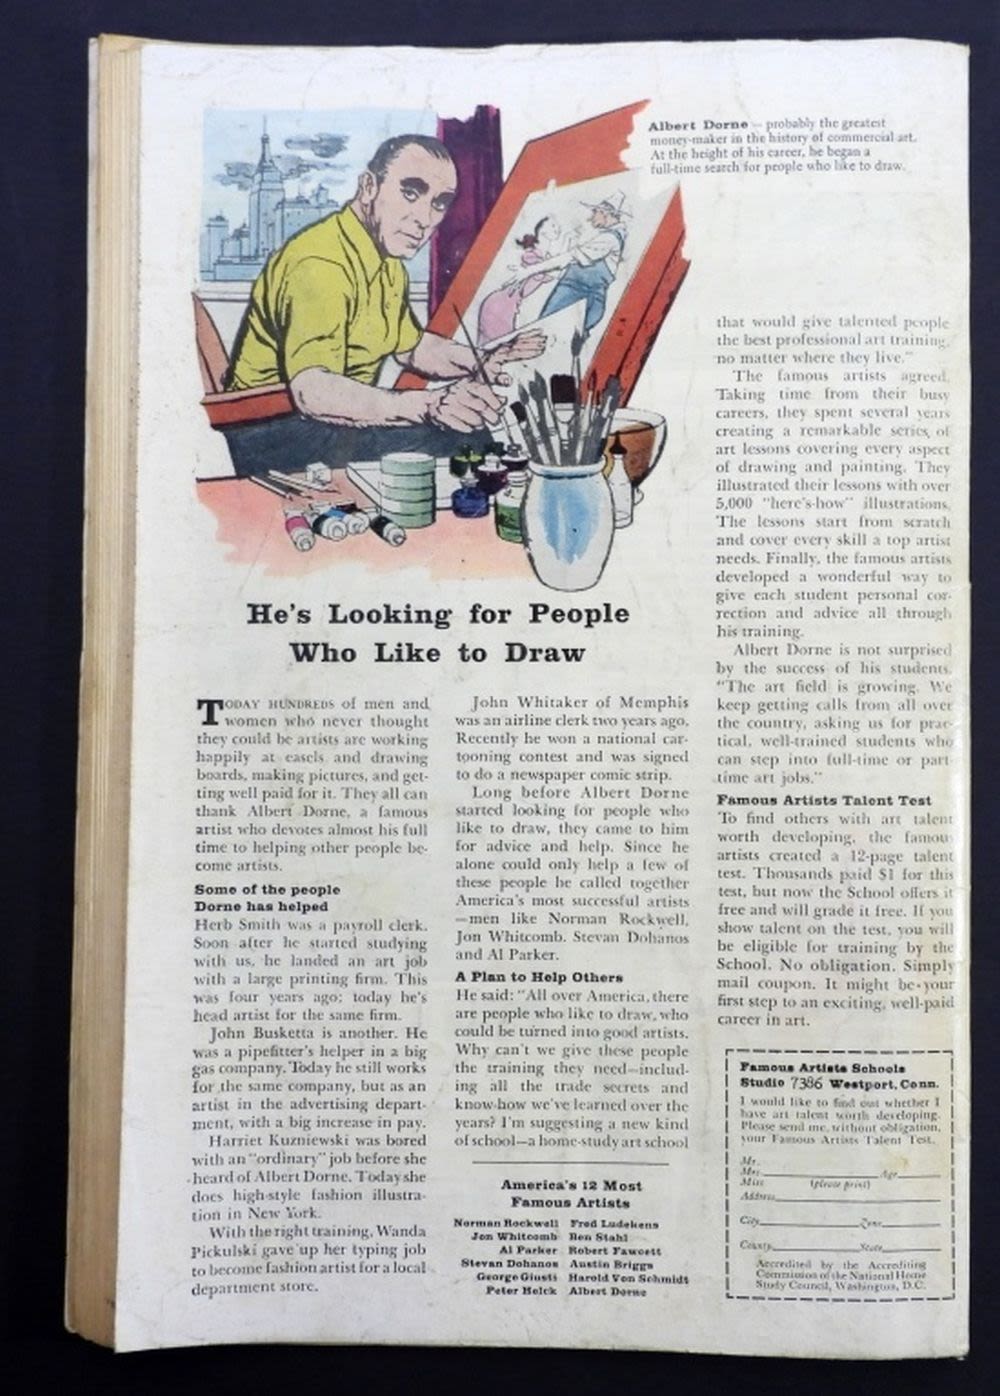 Albert Dorne — probably the greatest
money-maker in the history of commercial art.
At the height of his career, he began a
full-time search for people who like to draw.
He's Looking for People
Who Like to Draw
TODAY HUNDREDS of men and
women who never thought
they could be artists are working
happily at easels and drawing
boards, making pictures, and get-
ting well paid for it. They all can
thank Albert Dorne, a famous
artist who devotes almost his full
time to helping other people be-
come artists.
Some of the people
Dorne has helped
Herb Smith was a payroll clerk.
Soon after he started studying
with us, he landed an art job
with a large printing firm. This
was four years ago; today he's
head artist for the same firm.
John Busketta is another. He
was a pipefitter's helper in a big
gas company. Today he still works
for the same company, but as an
artist in the advertising depart-
ment, with a big increase in pay.
Harriet Kuzniewski was bored
with an "ordinary" job before she
heard of Albert Dorne. Today she
does high-style fashion illustra-
tion in New York.
With the right training, Wanda
Pickulski gave up her typing job
to become fashion artist for a local
department store.
John Whitaker of Memphis
was an airline clerk two years ago.
Recently he won a national car-
tooning contest and was signed
to do a newspaper comic strip.
Long before Albert Dorne
started looking for people who
like to draw, they came to him
for advice and help. Since he
alone could only help a few of
these people he called together
America's most successful artists
—men like Norman Rockwell,
Jon Whitcomb, Stevan Dohanos
and Al Parker.
A Plan to Help Others
He said: "All over America, there
are people who like to draw, who
could be turned into good artists.
Why can't we give these people
the training they need—includ-
ing all the trade secrets and
know-how we've learned over the
years? I'm suggesting a new kind
of school—a home-study art school
that would give talented people
the best professional art training,
no matter where they live."
The famous artists agreed.
Taking time from their busy
careers, they spent several years
creating a remarkable series of
art lessons covering every aspect
of drawing and painting. They
illustrated their lessons with over
5,000 "here's-how" illustrations.
The lessons start from scratch
and cover every skill a top artist
needs. Finally, the famous artists
developed a wonderful way to
give each student personal cor-
rection and advice all through
his training.
Albert Dorne is not surprised
by the success of his students.
"The art field is growing. We
keep getting calls from all over
the country, asking us for prac-
tical, well-trained students who
can step into full-time or part-
time art jobs."
Famous Artists Talent Test
To find others with art talent
worth developing, the famous
artists created a 12-page talent
test. Thousands paid $1 for this
test, but now the School offers it
free and will grade it free. If you
show talent on the test, you will
be eligible for training by the
School. No obligation. Simply
mail coupon. It might be your
first step to an exciting, well-paid
career in art.
America's 12 Most
Famous Artists
Norman Rockwell Fred Ludekens
Jon Whitcomb Ben Stahl
Al Parker Robert Fawcett
Stevan Dohanos Austin Briggs
George Giusti Harold Von Schmidt
Peter Helck Albert Dorne
Famous Artists Schools
Studio 7386 Westport, Conn.
I would like to find out whether I
have art talent worth developing.
Please send me, without obligation,
your Famous Artists Talent Test.
Mr.
Mrs. Age
Miss (please print)
Address
City Zone
County State
Accredited by the Accrediting
Commission of the National Home
Study Council, Washington, D.C.